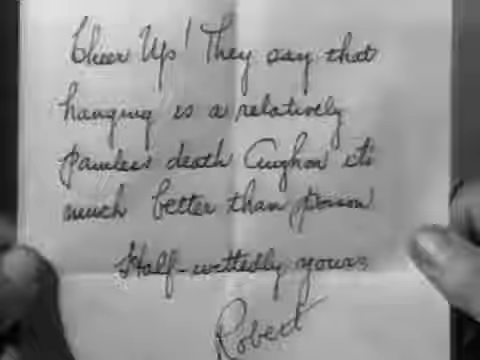 Cheer Up! They say that
hanging is a relatively
painless death Anyhow it's
much better than poison
Half-wittedly yours
Robert